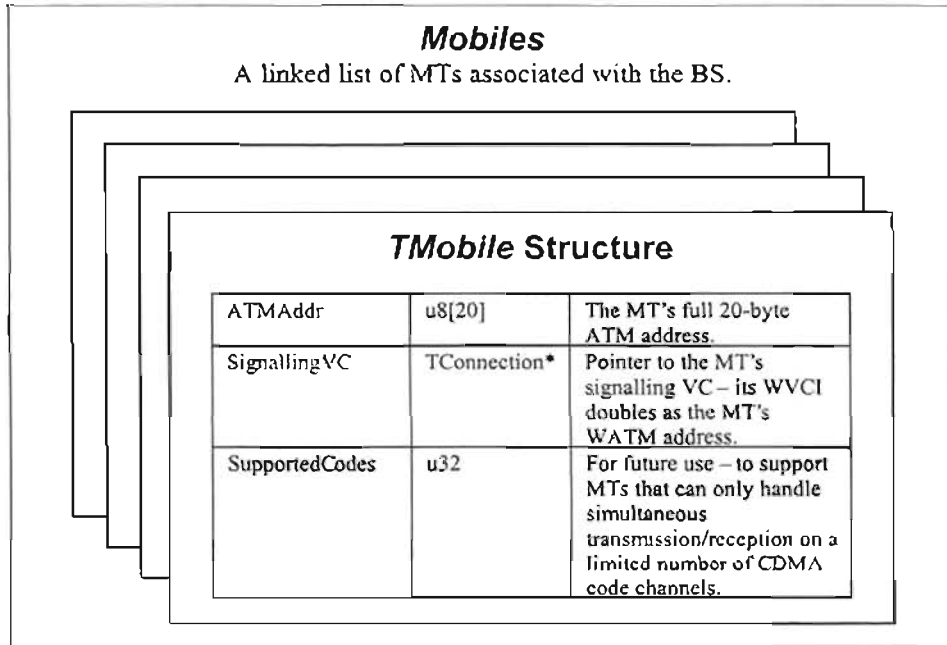 Mobiles
A linked list of MTs associated with the BS.
TMobile Structure
ATMAddr u8[20] The MT's full 20-byte
ATM address.
SignallingVC TConnection* Pointer to the MT's
signalling VC – its WVCI
doubles as the MT's
WATM address.
SupportedCodes u32 For future use – to support
MTs that can only handle
simultaneous
transmission/reception on a
limited number of CDMA
code channels.